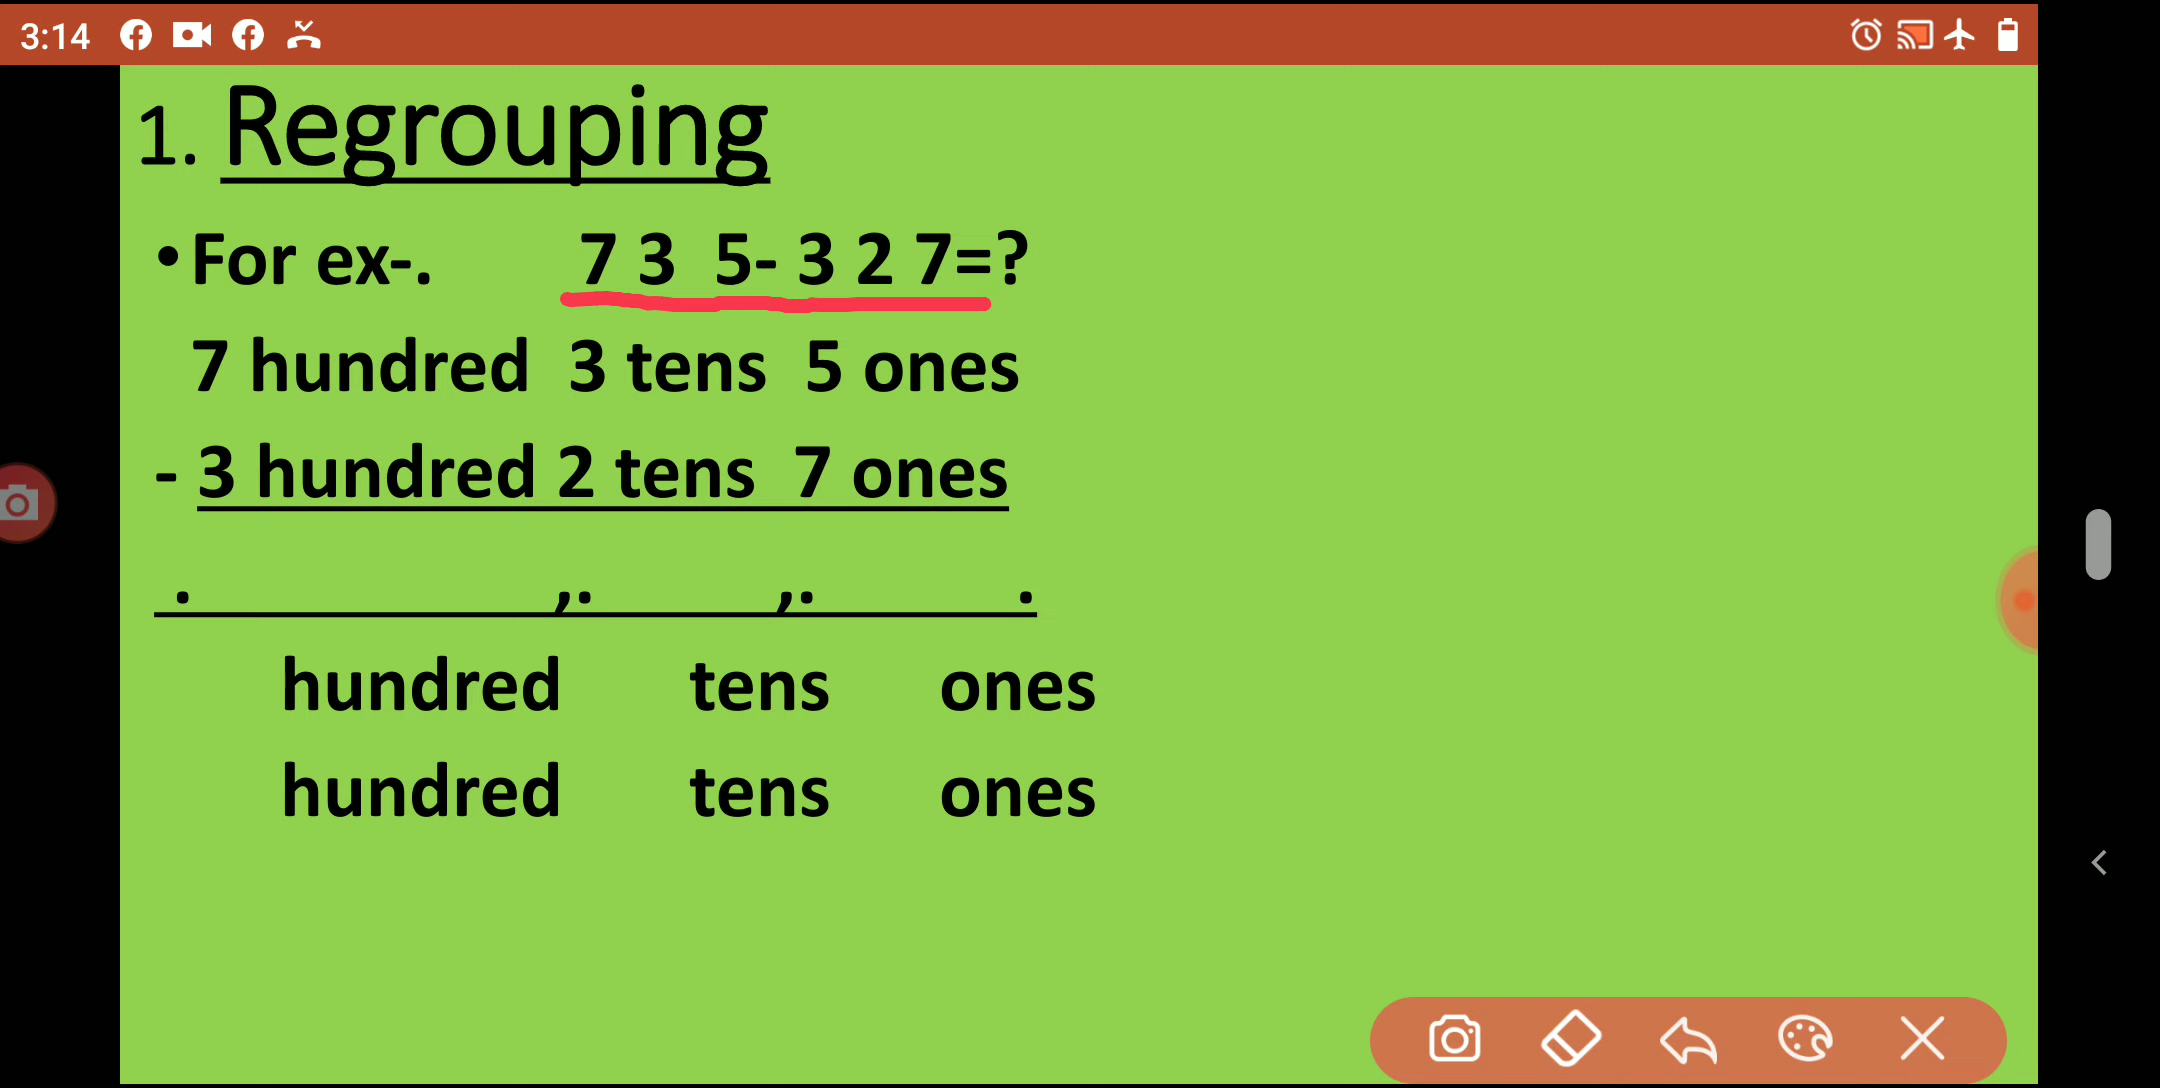 3:14
1. Regrouping
•For ex-. 7 3 5- 3 2 7=?
7 hundred 3 tens 5 ones
- 3 hundred 2 tens 7 ones
. ,. ,. .
hundred tens ones
hundred tens ones